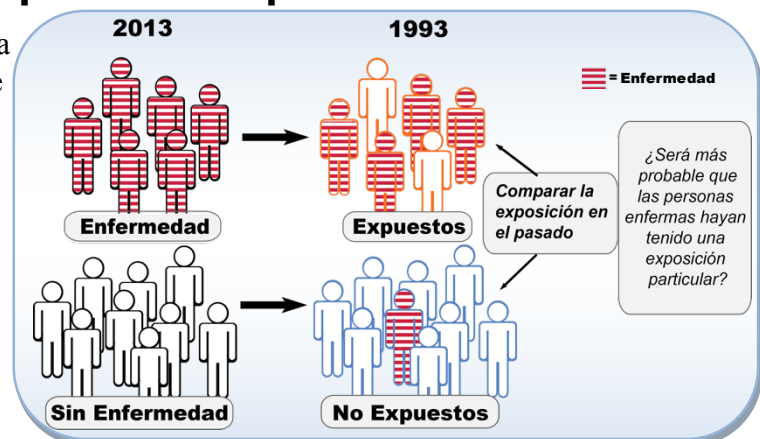 2013
1993
a
e
= Enfermedad
Enfermedad
Expuestos
Comparar la
exposición en
el pasado
¿Será más
probable que
las personas
enfermas hayan
tenido una
exposición
particular?
Sin Enfermedad
No Expuestos